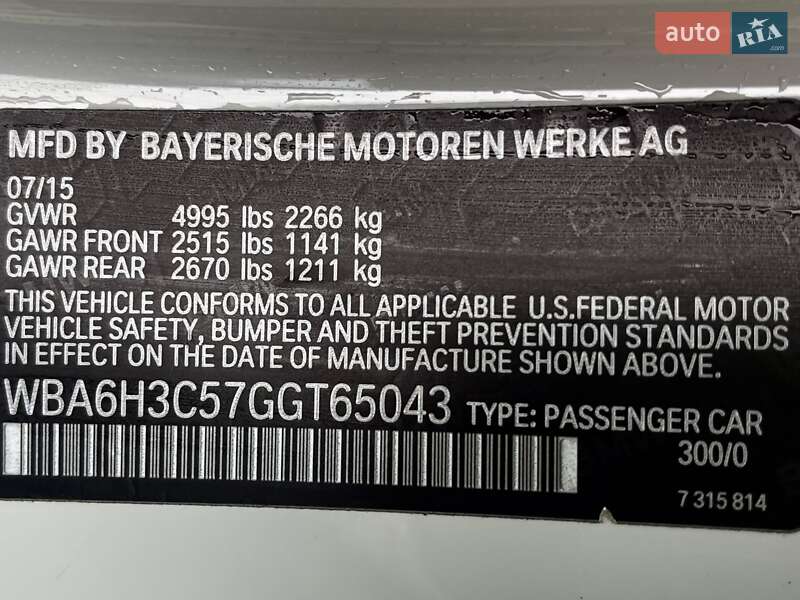 auto RIA
MFD BY BAYERISCHE MOTOREN WERKE AG
07/15
GVWR 4995 lbs 2266 kg
GAWR FRONT 2515 lbs 1141 kg
GAWR REAR 2670 lbs 1211 kg
THIS VEHICLE CONFORMS TO ALL APPLICABLE U.S.FEDERAL MOTOR
VEHICLE SAFETY, BUMPER AND THEFT PREVENTION STANDARDS
IN EFFECT ON THE DATE OF MANUFACTURE SHOWN ABOVE.
WBA6H3C57GGT65043 TYPE: PASSENGER CAR
300/0
7 315 814